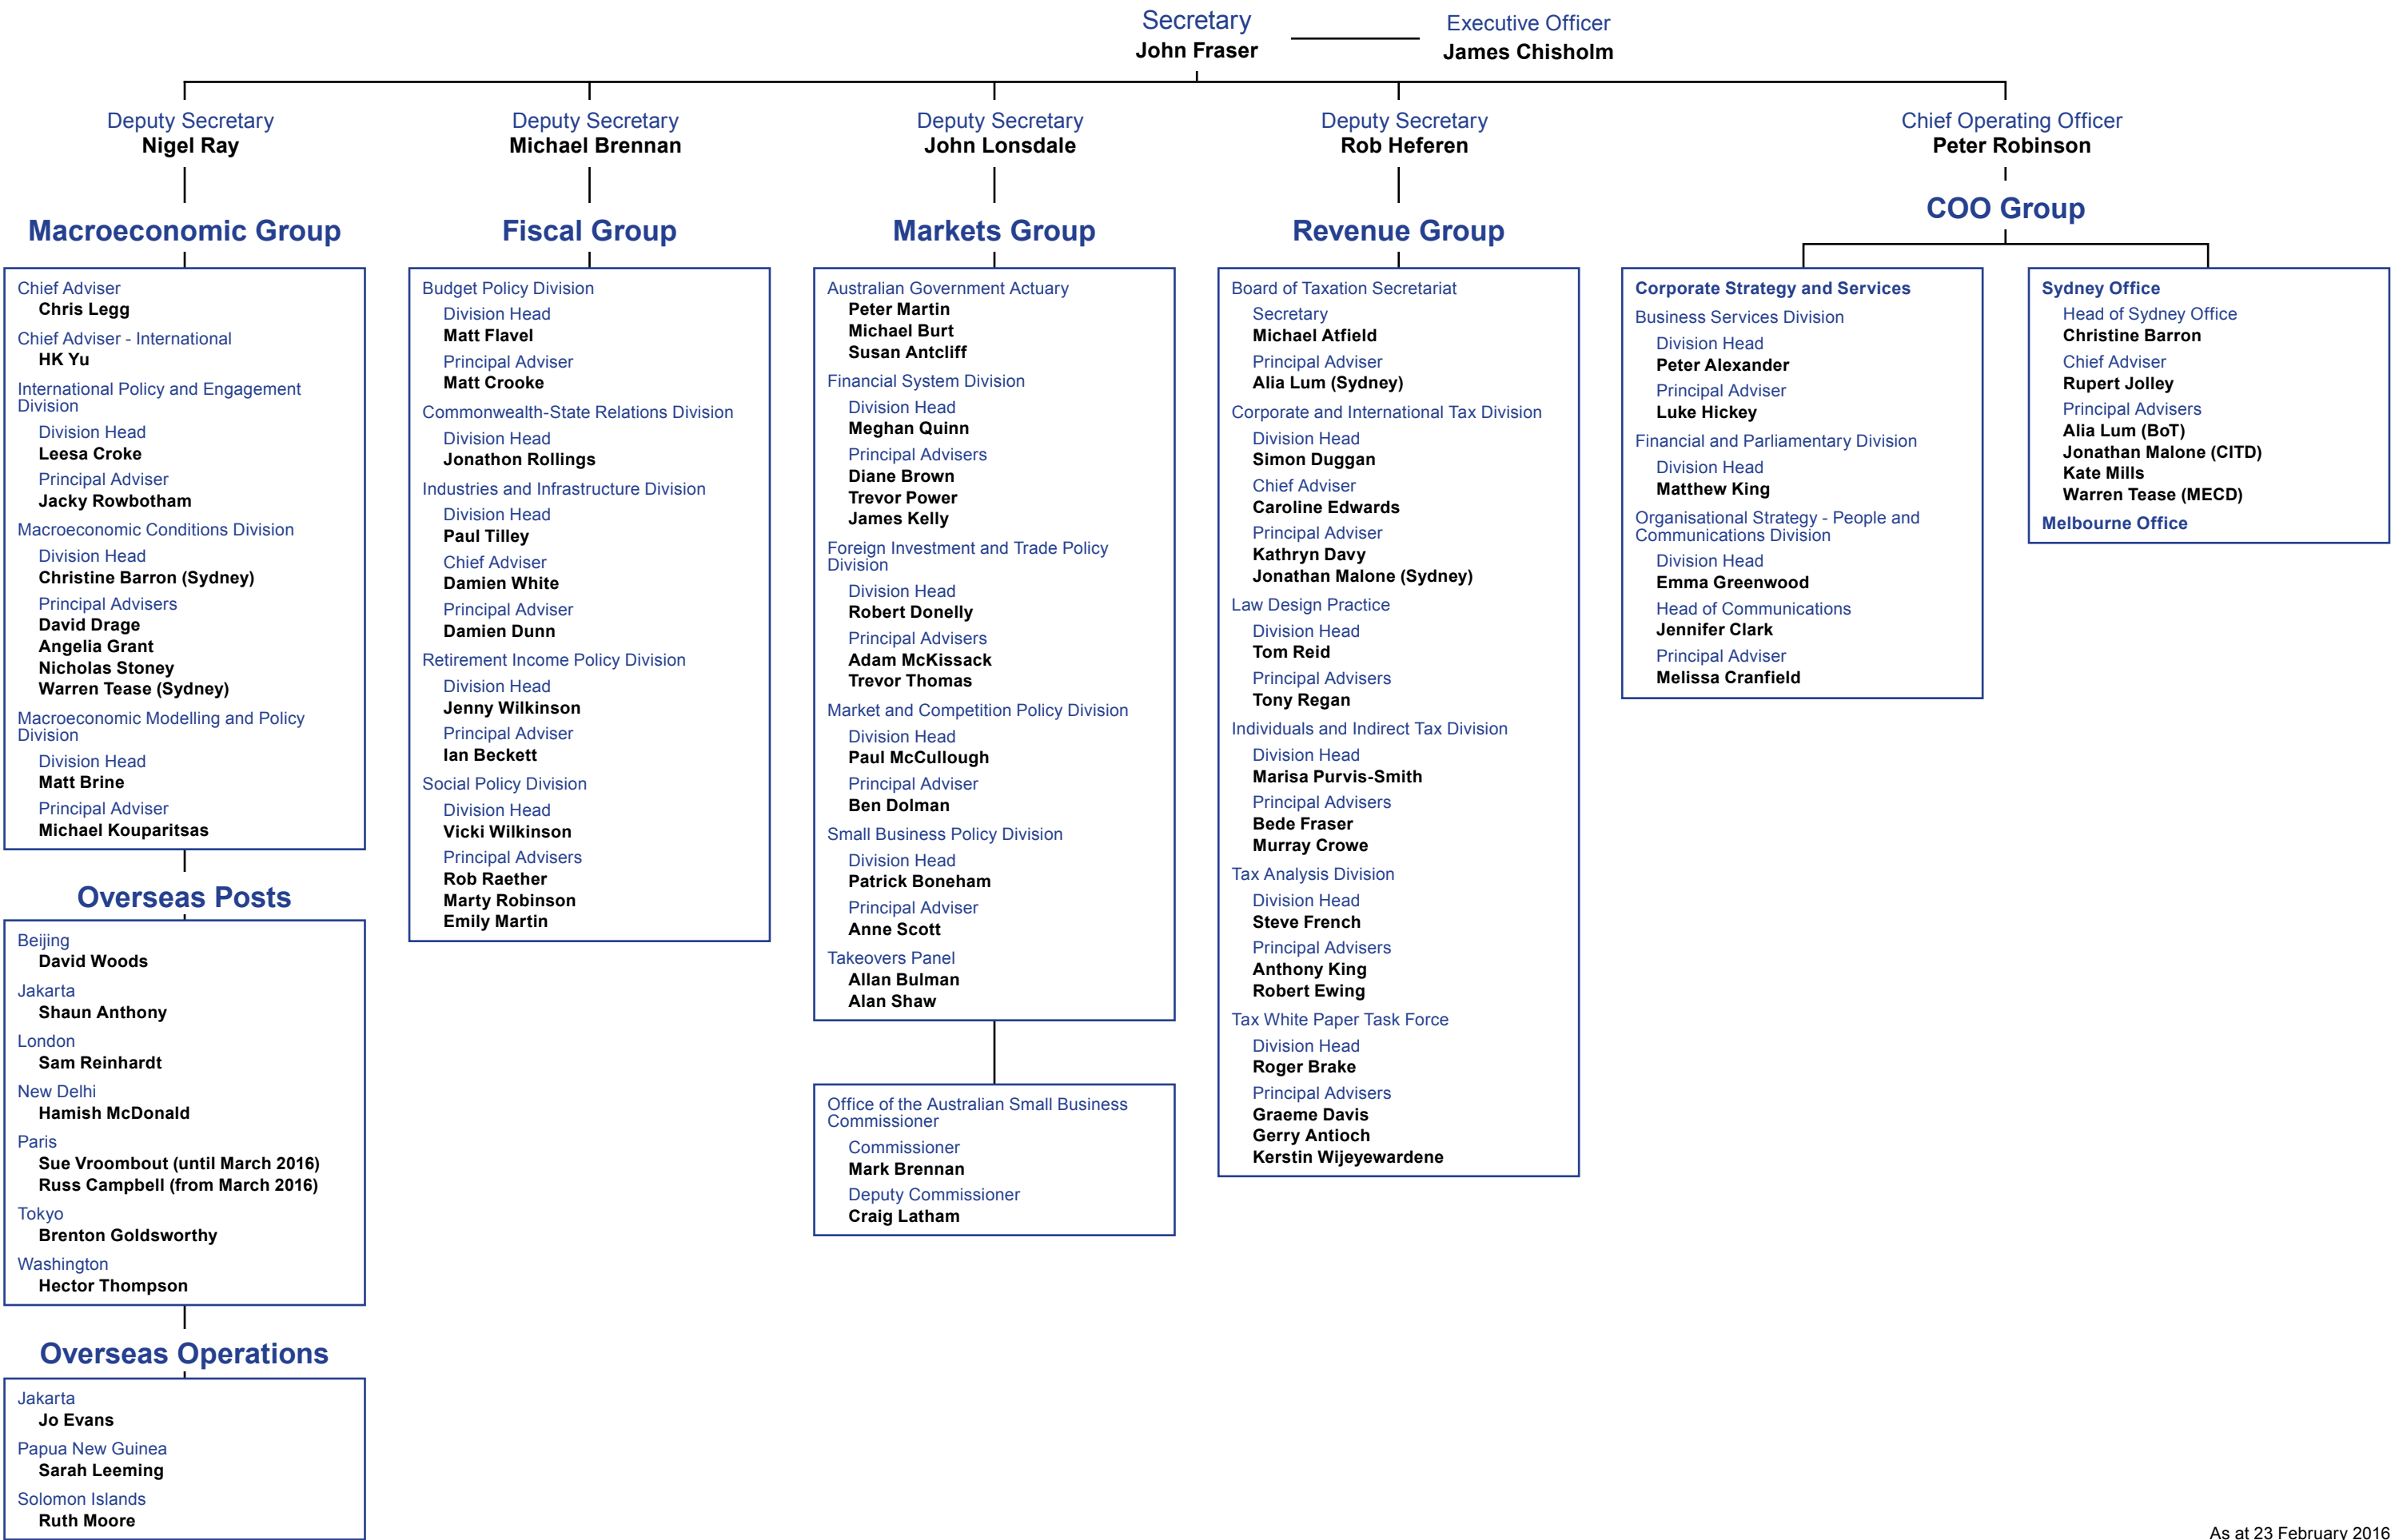 Secretary
John Fraser
Executive Officer
James Chisholm
Deputy Secretary
Nigel Ray
Macroeconomic Group
Chief Adviser
Chris Legg
Chief Adviser - International
HK Yu
International Policy and Engagement
Division
Division Head
Leesa Croke
Principal Adviser
Jacky Rowbotham
Macroeconomic Conditions Division
Division Head
Christine Barron (Sydney)
Principal Advisers
David Drage
Angelia Grant
Nicholas Stoney
Warren Tease (Sydney)
Macroeconomic Modelling and Policy
Division
Division Head
Matt Brine
Principal Adviser
Michael Kouparitsas
Overseas Posts
Beijing
David Woods
Jakarta
Shaun Anthony
London
Sam Reinhardt
New Delhi
Hamish McDonald
Paris
Sue Vroombout (until March 2016)
Russ Campbell (from March 2016)
Tokyo
Brenton Goldsworthy
Washington
Hector Thompson
Overseas Operations
Jakarta
Jo Evans
Papua New Guinea
Sarah Leeming
Solomon Islands
Ruth Moore
Deputy Secretary
Michael Brennan
Fiscal Group
Budget Policy Division
Division Head
Matt Flavel
Principal Adviser
Matt Crooke
Commonwealth-State Relations Division
Division Head
Jonathon Rollings
Industries and Infrastructure Division
Division Head
Paul Tilley
Chief Adviser
Damien White
Principal Adviser
Damien Dunn
Retirement Income Policy Division
Division Head
Jenny Wilkinson
Principal Adviser
Ian Beckett
Social Policy Division
Division Head
Vicki Wilkinson
Principal Advisers
Rob Raether
Marty Robinson
Emily Martin
Deputy Secretary
John Lonsdale
Markets Group
Australian Government Actuary
Peter Martin
Michael Burt
Susan Antcliff
Financial System Division
Division Head
Meghan Quinn
Principal Advisers
Diane Brown
Trevor Power
James Kelly
Foreign Investment and Trade Policy
Division
Division Head
Robert Donelly
Principal Advisers
Adam McKissack
Trevor Thomas
Market and Competition Policy Division
Division Head
Paul McCullough
Principal Adviser
Ben Dolman
Small Business Policy Division
Division Head
Patrick Boneham
Principal Adviser
Anne Scott
Takeovers Panel
Allan Bulman
Alan Shaw
Office of the Australian Small Business
Commissioner
Commissioner
Mark Brennan
Deputy Commissioner
Craig Latham
Deputy Secretary
Rob Heferen
Revenue Group
Board of Taxation Secretariat
Secretary
Michael Atfield
Principal Adviser
Alia Lum (Sydney)
Corporate and International Tax Division
Division Head
Simon Duggan
Chief Adviser
Caroline Edwards
Principal Adviser
Kathryn Davy
Jonathan Malone (Sydney)
Law Design Practice
Division Head
Tom Reid
Principal Advisers
Tony Regan
Individuals and Indirect Tax Division
Division Head
Marisa Purvis-Smith
Principal Advisers
Bede Fraser
Murray Crowe
Tax Analysis Division
Division Head
Steve French
Principal Advisers
Anthony King
Robert Ewing
Tax White Paper Task Force
Division Head
Roger Brake
Principal Advisers
Graeme Davis
Gerry Antioch
Kerstin Wijeyewardene
Chief Operating Officer
Peter Robinson
COO Group
Corporate Strategy and Services
Business Services Division
Division Head
Peter Alexander
Principal Adviser
Luke Hickey
Financial and Parliamentary Division
Division Head
Matthew King
Organisational Strategy - People and
Communications Division
Division Head
Emma Greenwood
Head of Communications
Jennifer Clark
Principal Adviser
Melissa Cranfield
Sydney Office
Head of Sydney Office
Christine Barron
Chief Adviser
Rupert Jolley
Principal Advisers
Alia Lum (BoT)
Jonathan Malone (CITD)
Kate Mills
Warren Tease (MECD)
Melbourne Office
As at 23 February 2016